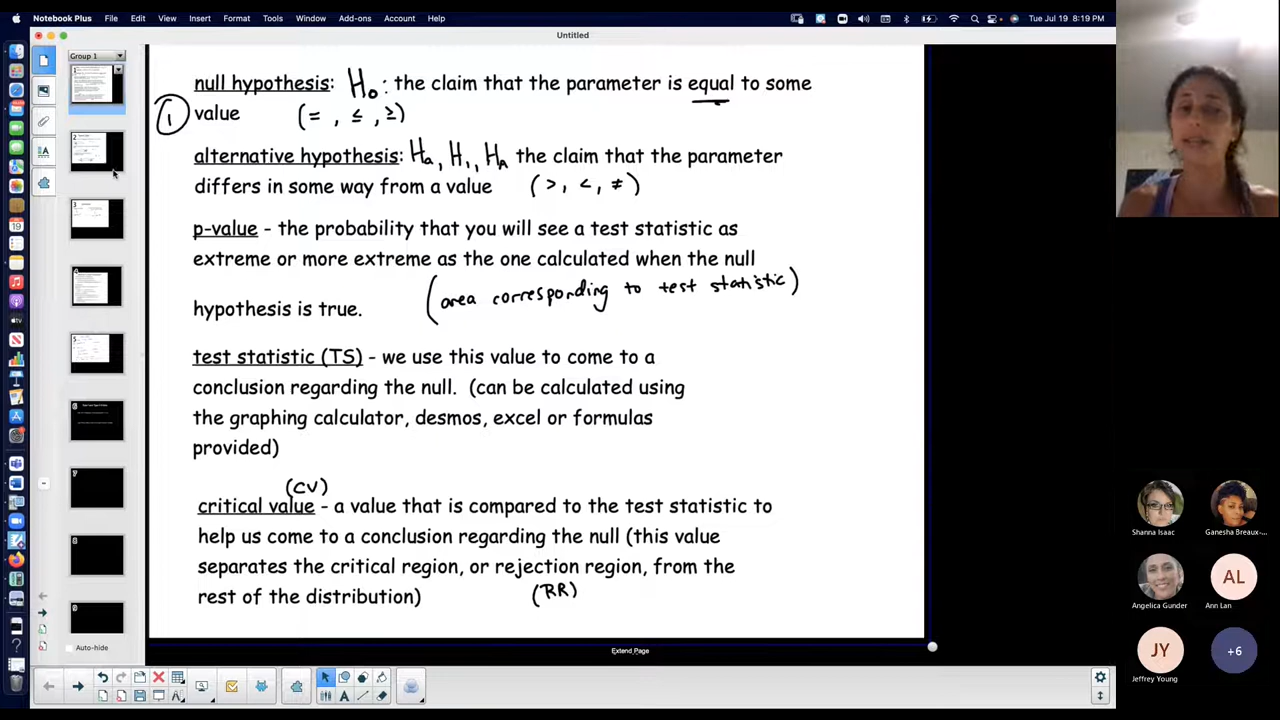 Notebook Plus File Edit View Insert Format Tools Window Add-ons Account Help Tue Jul 19 8:19 PM
Untitled
Group 1
null hypothesis: H₀: the claim that the parameter is equal to some
① value (=, ≤, ≥)
alternative hypothesis: Ha, H₁, HA the claim that the parameter
differs in some way from a value (>, <, ≠)
p-value - the probability that you will see a test statistic as
extreme or more extreme as the one calculated when the null
hypothesis is true. (area corresponding to test statistic)
test statistic (TS) - we use this value to come to a
conclusion regarding the null. (can be calculated using
the graphing calculator, desmos, excel or formulas
provided)
(CV)
critical value - a value that is compared to the test statistic to
help us come to a conclusion regarding the null (this value
separates the critical region, or rejection region, from the
rest of the distribution) (RR)
Extend Page
Auto-hide
Shanna Isaac
Ganesha Breaux-...
Angelica Gunder
AL
Ann Lan
JY
Jeffrey Young
+6